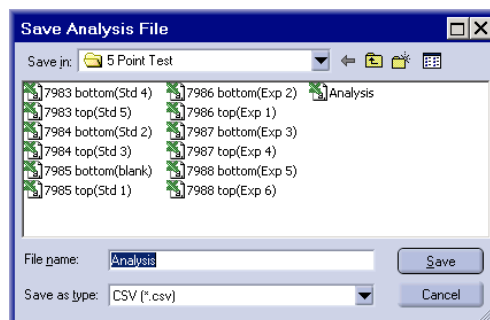 Save Analysis File
Save in: 5 Point Test
7983 bottom(Std 4) 7986 bottom(Exp 2) Analysis
7983 top(Std 5) 7986 top(Exp 1)
7984 bottom(Std 2) 7987 bottom(Exp 3)
7984 top(Std 3) 7987 top(Exp 4)
7985 bottom(blank) 7988 bottom(Exp 5)
7985 top(Std 1) 7988 top(Exp 6)
File name: Analysis Save
Save as type: CSV (*.csv) Cancel